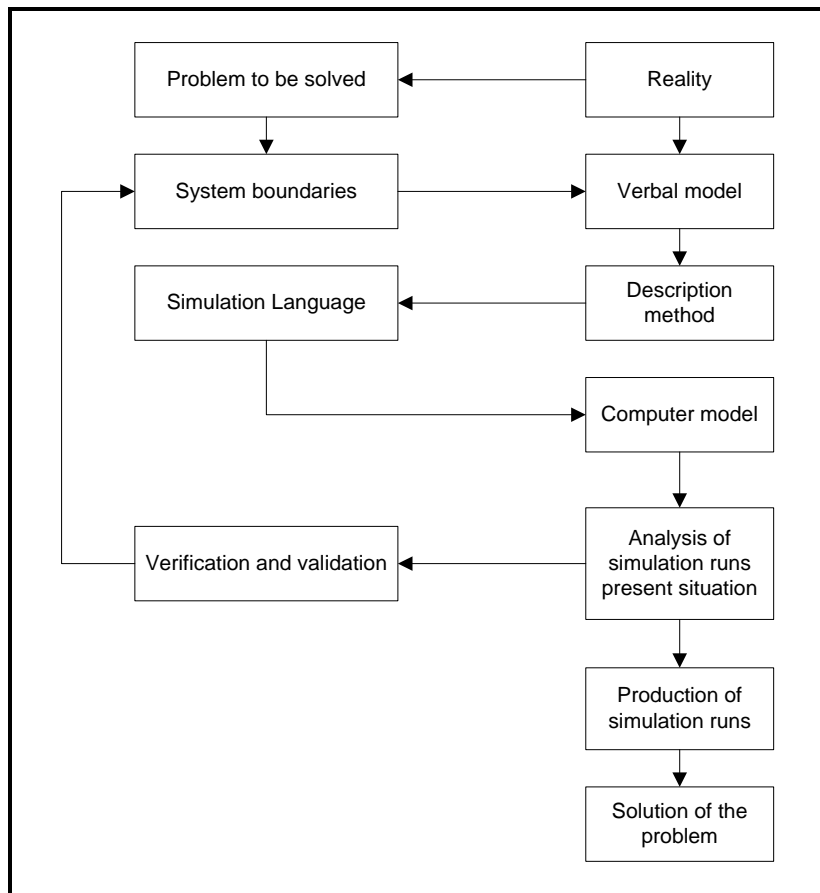 Problem to be solved
Reality
System boundaries
Verbal model
Simulation Language
Description
method
Computer model
Verification and validation
Analysis of
simulation runs
present situation
Production of
simulation runs
Solution of the
problem